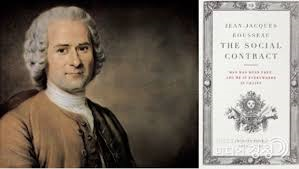 JEAN-JACQUES
ROUSSEAU
THE SOCIAL
CONTRACT
MAN WAS BORN FREE,
AND HE IS EVERYWHERE
IN CHAINS